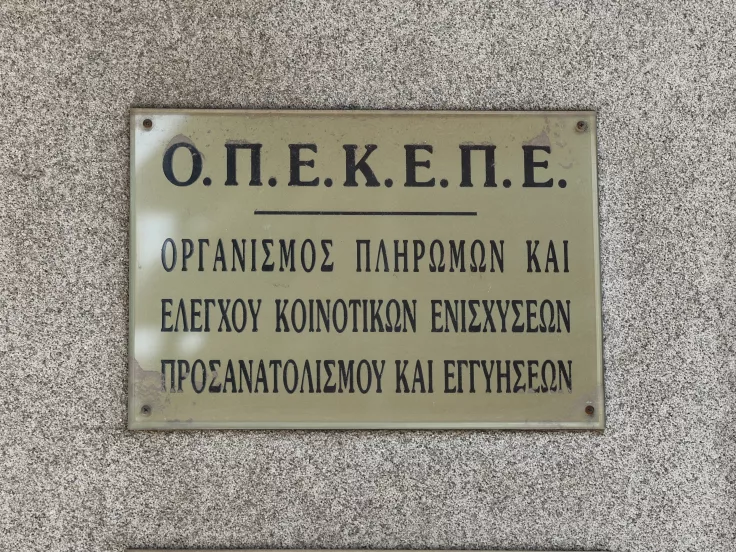 Ο.Π.Ε.Κ.Ε.Π.Ε.
ΟΡΓΑΝΙΣΜΟΣ ΠΛΗΡΩΜΩΝ ΚΑΙ
ΕΛΕΓΧΟΥ ΚΟΙΝΟΤΙΚΩΝ ΕΝΙΣΧΥΣΕΩΝ
ΠΡΟΣΑΝΑΤΟΛΙΣΜΟΥ ΚΑΙ ΕΓΓΥΗΣΕΩΝ